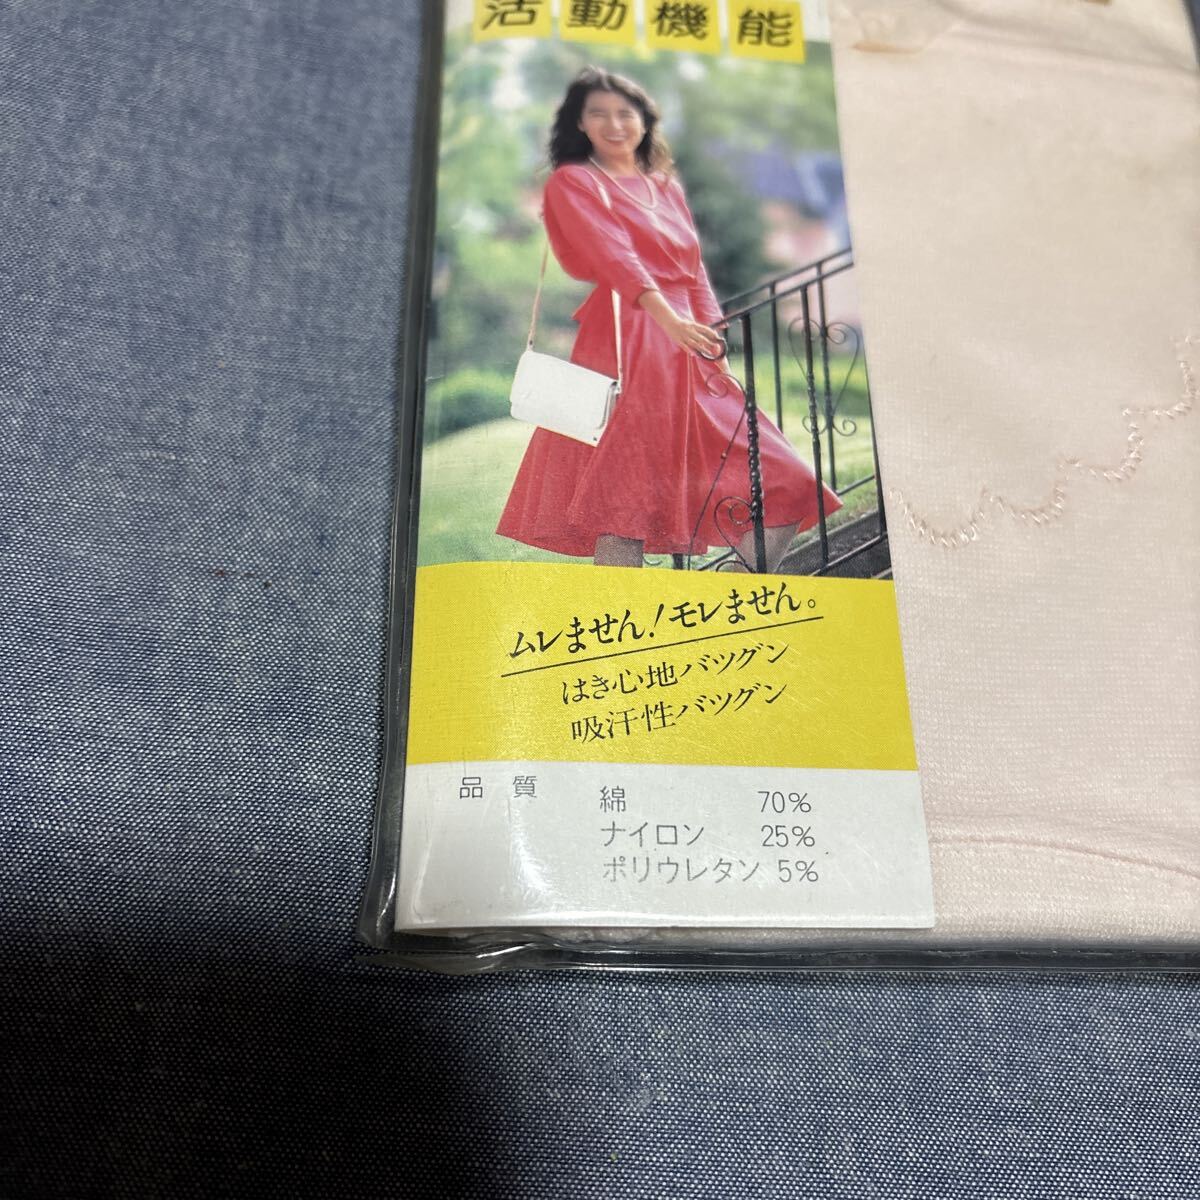 活動機能
ムレません!モレません。
はき心地バツグン
吸汗性バツグン
品質 綿 70%
ナイロン 25%
ポリウレタン 5%